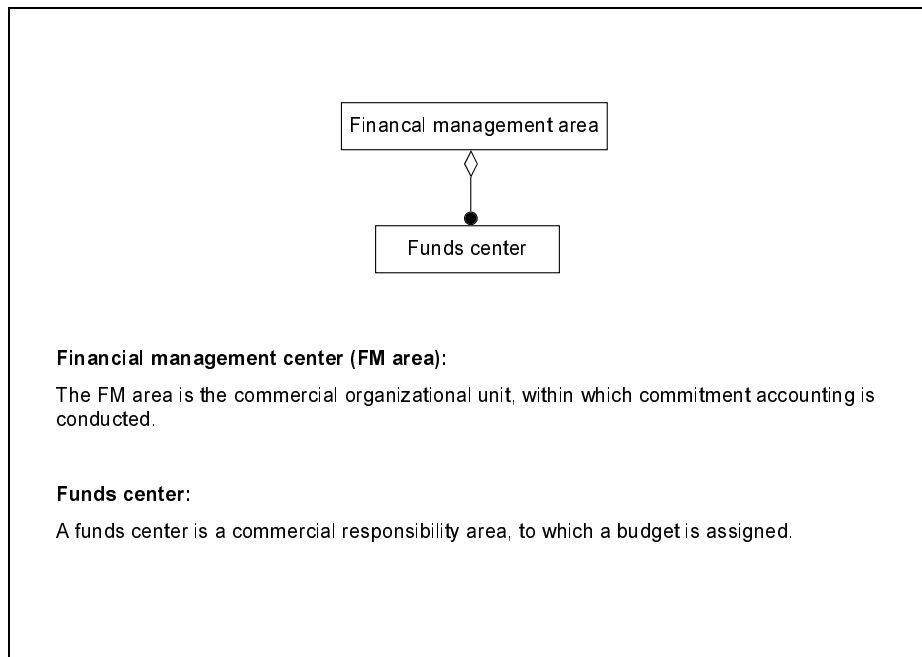 Financal management area
Funds center
Financial management center (FM area):
The FM area is the commercial organizational unit, within which commitment accounting is
conducted.
Funds center:
A funds center is a commercial responsibility area, to which a budget is assigned.